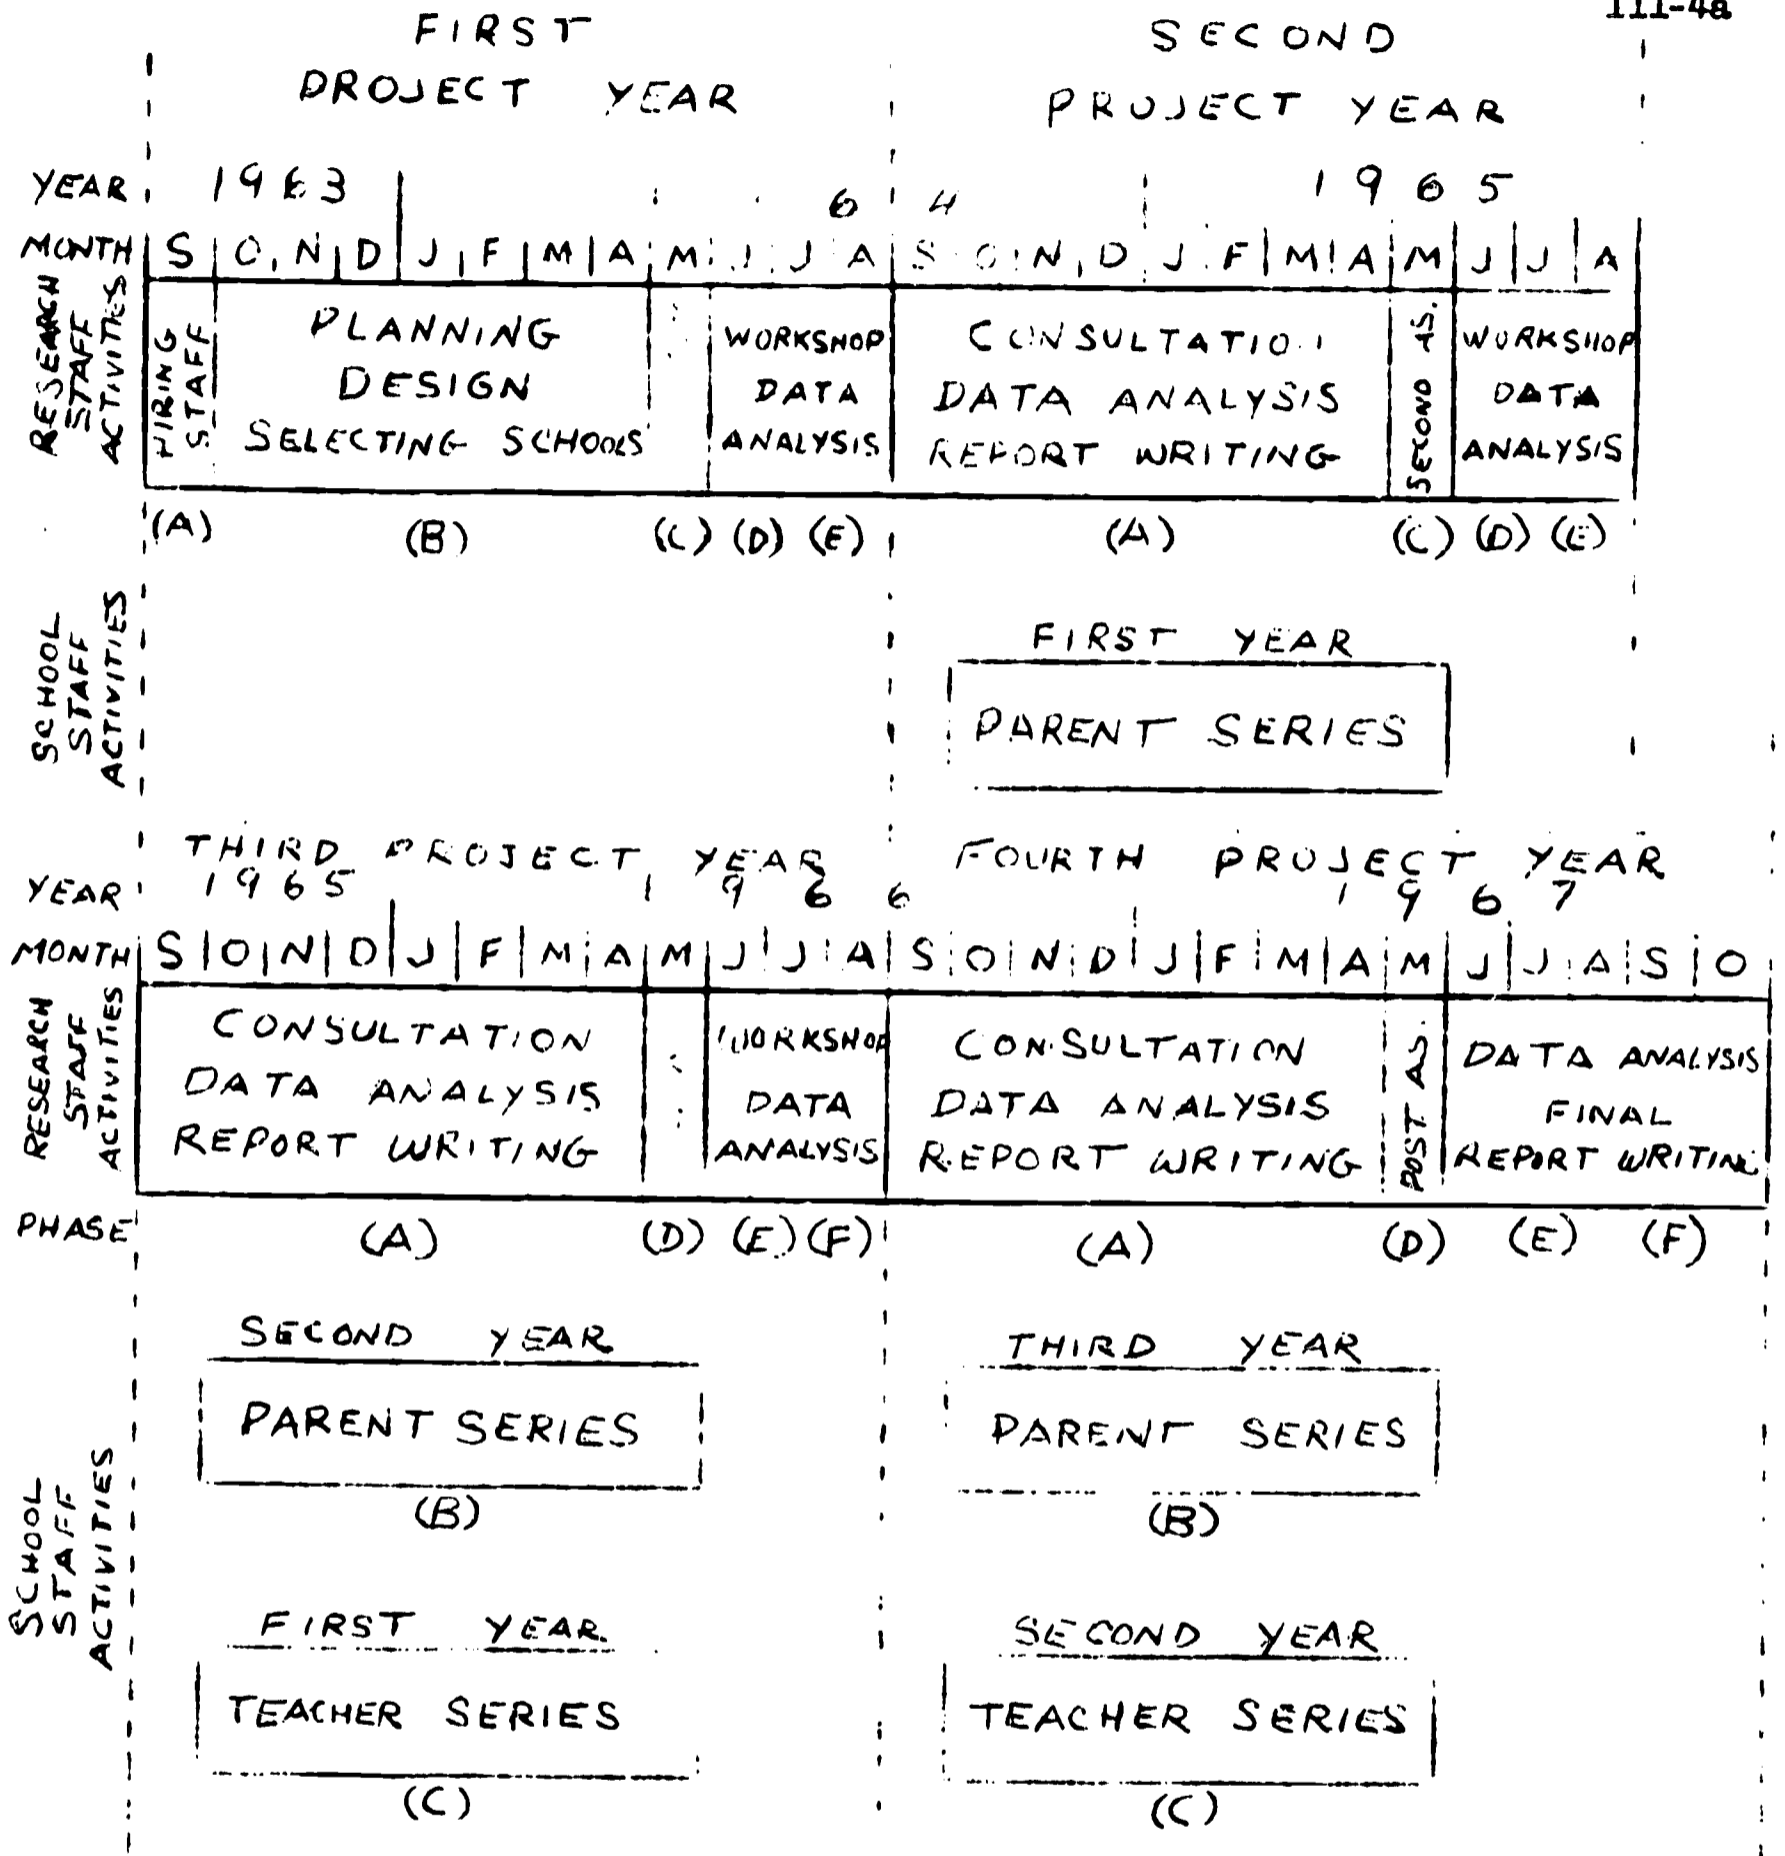 III-4a
FIRST
PROJECT YEAR
SECOND
PROJECT YEAR
YEAR 1963 6 4 1965
MONTH S O N D J F M A M J J A S O N D J F M A M J J A
RESEARCH
STAFF
ACTIVITIES
HIRING
STAFF
PLANNING
DESIGN
SELECTING SCHOOLS
WORKSHOP
DATA
ANALYSIS
CONSULTATION
DATA ANALYSIS
REPORT WRITING
SECOND AS.
WORKSHOP
DATA
ANALYSIS
(A) (B) (C) (D) (E) (A) (C) (D) (E)
SCHOOL
STAFF
ACTIVITIES
FIRST YEAR
PARENT SERIES
THIRD PROJECT YEAR
FOURTH PROJECT YEAR
YEAR 1965 1966 1967
MONTH S O N D J F M A M J J A S O N D J F M A M J J A S O
RESEARCH
STAFF
ACTIVITIES
CONSULTATION
DATA ANALYSIS
REPORT WRITING
WORKSHOP
DATA
ANALYSIS
CONSULTATION
DATA ANALYSIS
REPORT WRITING
POST AS.
DATA ANALYSIS
FINAL
REPORT WRITING
PHASE (A) (D) (E) (F) (A) (D) (E) (F)
SCHOOL
STAFF
ACTIVITIES
SECOND YEAR
PARENT SERIES
(B)
THIRD YEAR
PARENT SERIES
(B)
FIRST YEAR
TEACHER SERIES
(C)
SECOND YEAR
TEACHER SERIES
(C)